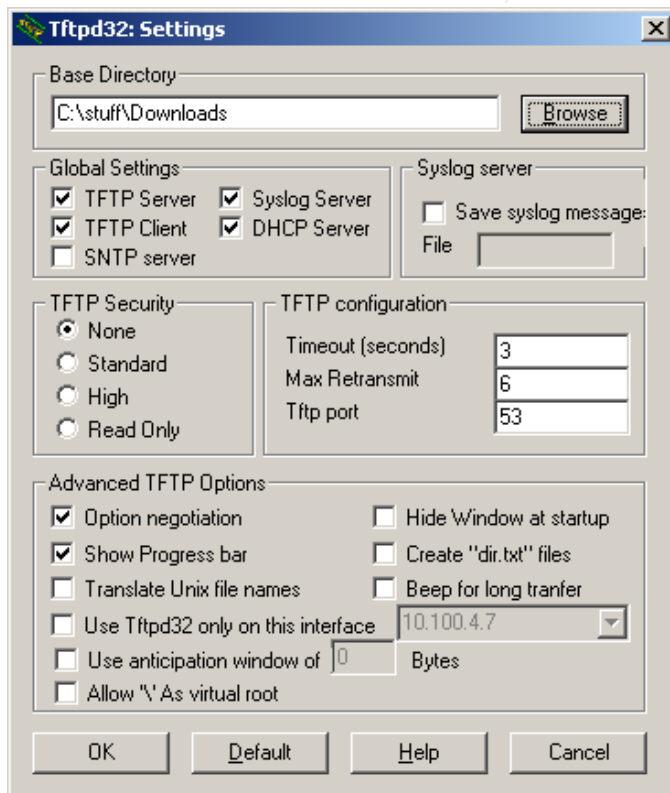 Tftpd32: Settings
Base Directory
C:\stuff\Downloads
Browse
Global Settings
TFTP Server
Syslog Server
TFTP Client
DHCP Server
SNTP server
Syslog server
Save syslog message
File
TFTP Security
None
Standard
High
Read Only
TFTP configuration
Timeout (seconds)
3
Max Retransmit
6
Tftp port
53
Advanced TFTP Options
Option negotiation
Hide Window at startup
Show Progress bar
Create "dir.txt" files
Translate Unix file names
Beep for long tranfer
Use Tftpd32 only on this interface
10.100.4.7
Use anticipation window of 0 Bytes
Allow '\' As virtual root
OK
Default
Help
Cancel